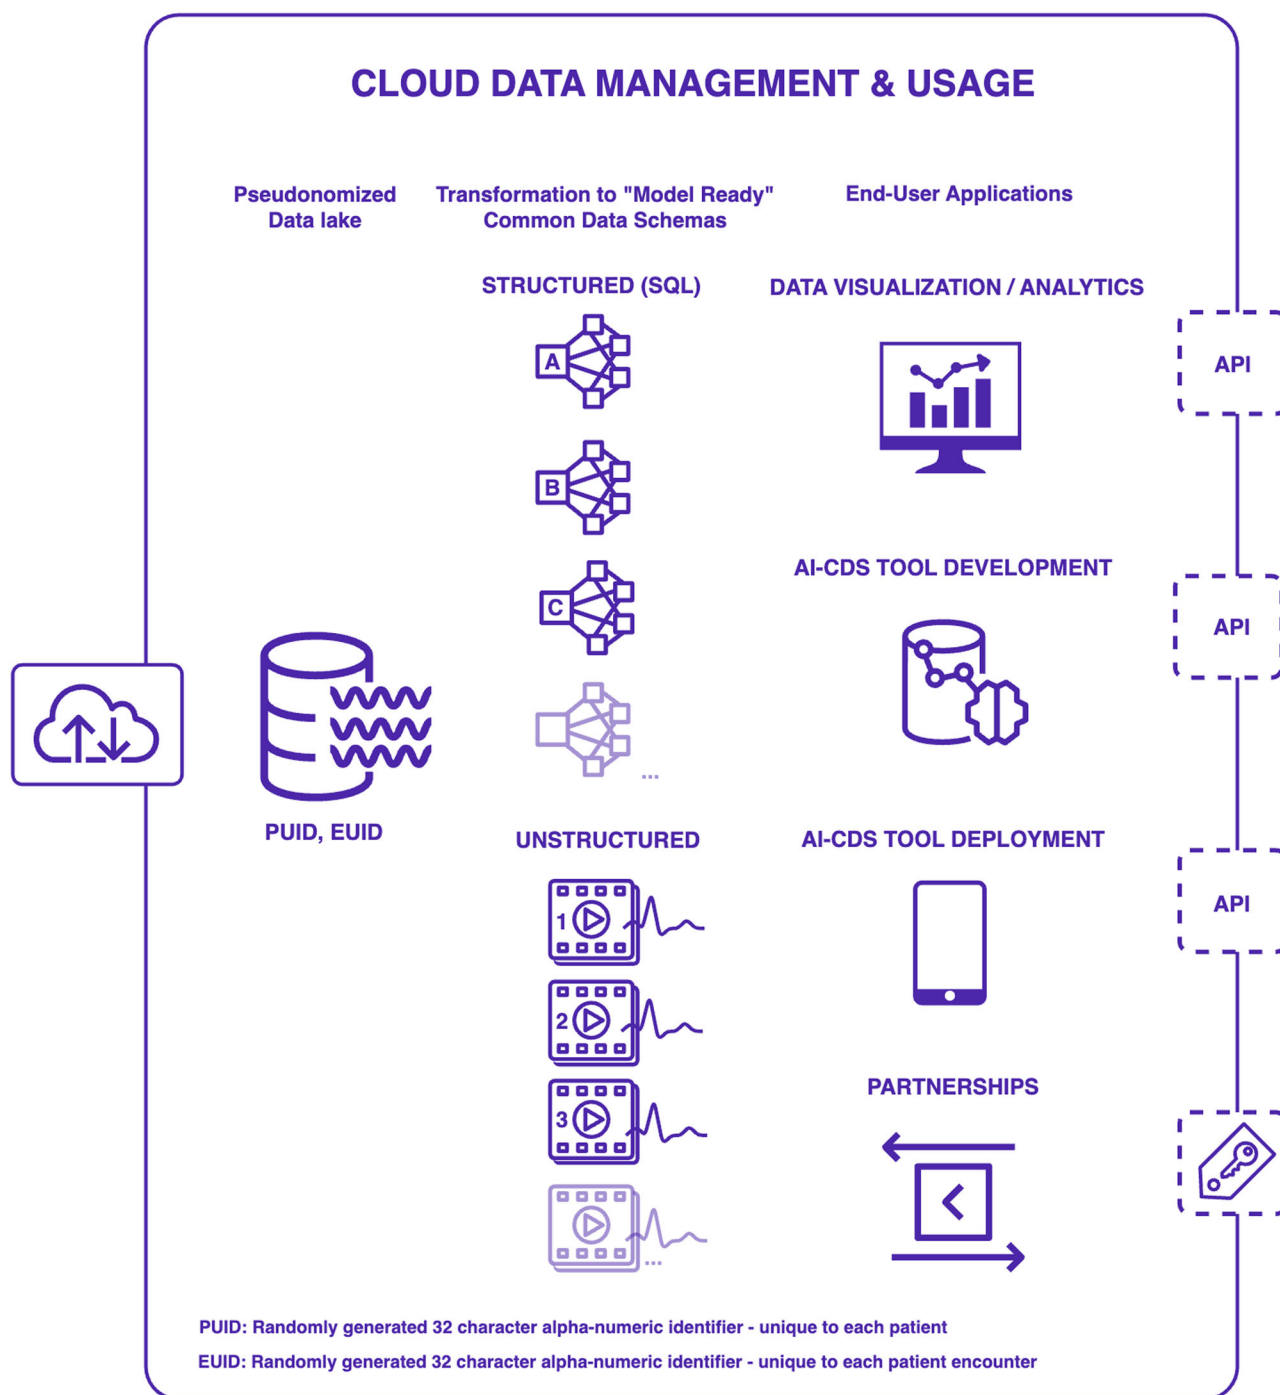 CLOUD DATA MANAGEMENT & USAGE
Pseudonomized
Data lake
Transformation to "Model Ready"
Common Data Schemas
End-User Applications
STRUCTURED (SQL)
A
B
C
...
UNSTRUCTURED
1
2
3
...
PUID, EUID
DATA VISUALIZATION / ANALYTICS
AI-CDS TOOL DEVELOPMENT
AI-CDS TOOL DEPLOYMENT
PARTNERSHIPS
API
API
API
PUID: Randomly generated 32 character alpha-numeric identifier - unique to each patient
EUID: Randomly generated 32 character alpha-numeric identifier - unique to each patient encounter